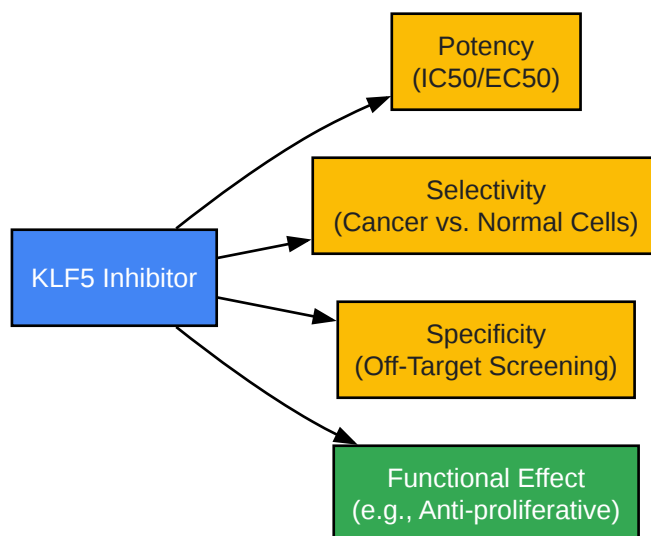 Potency
(IC50/EC50)
Selectivity
(Cancer vs. Normal Cells)
KLF5 Inhibitor
Specificity
(Off-Target Screening)
Functional Effect
(e.g., Anti-proliferative)